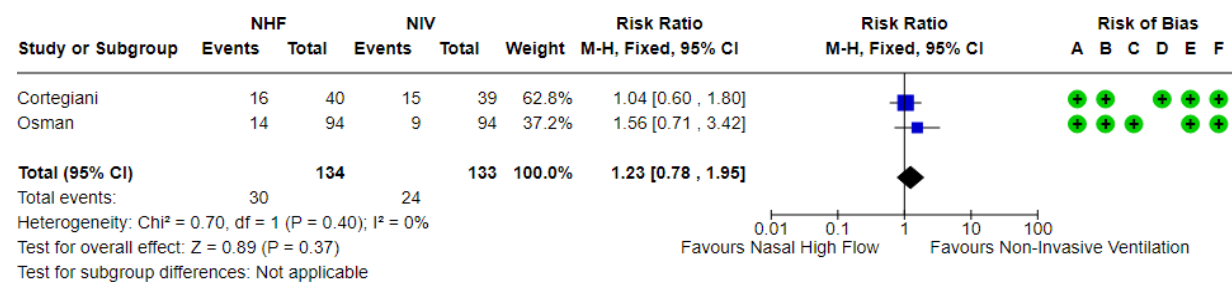 NHF NIV Risk Ratio Risk Ratio Risk of Bias
Study or Subgroup Events Total Events Total Weight M-H, Fixed, 95% CI M-H, Fixed, 95% CI A B C D E F
Cortegiani 16 40 15 39 62.8% 1.04 [0.60 , 1.80] + + + + +
Osman 14 94 9 94 37.2% 1.56 [0.71 , 3.42] + + + + +
Total (95% CI) 134 133 100.0% 1.23 [0.78 , 1.95]
Total events: 30 24
Heterogeneity: Chi² = 0.70, df = 1 (P = 0.40); I² = 0%
0.01 0.1 1 10 100
Test for overall effect: Z = 0.89 (P = 0.37) Favours Nasal High Flow Favours Non-Invasive Ventilation
Test for subgroup differences: Not applicable